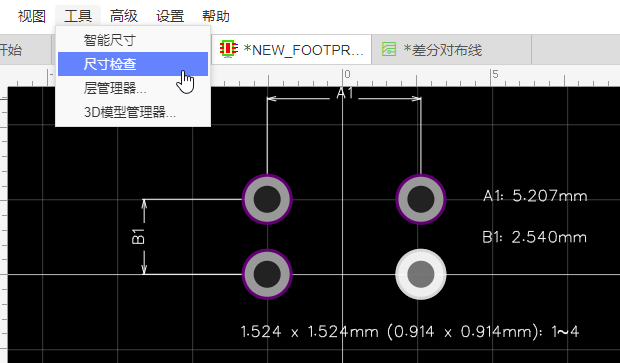 视图 工具 高级 设置 帮助
开始 *NEW_FOOTPR... *差分对布线
智能尺寸
尺寸检查
层管理器...
3D模型管理器...
0 5
A1
A1: 5.207mm
B1
B1: 2.540mm
1.524 x 1.524mm (0.914 x 0.914mm): 1~4